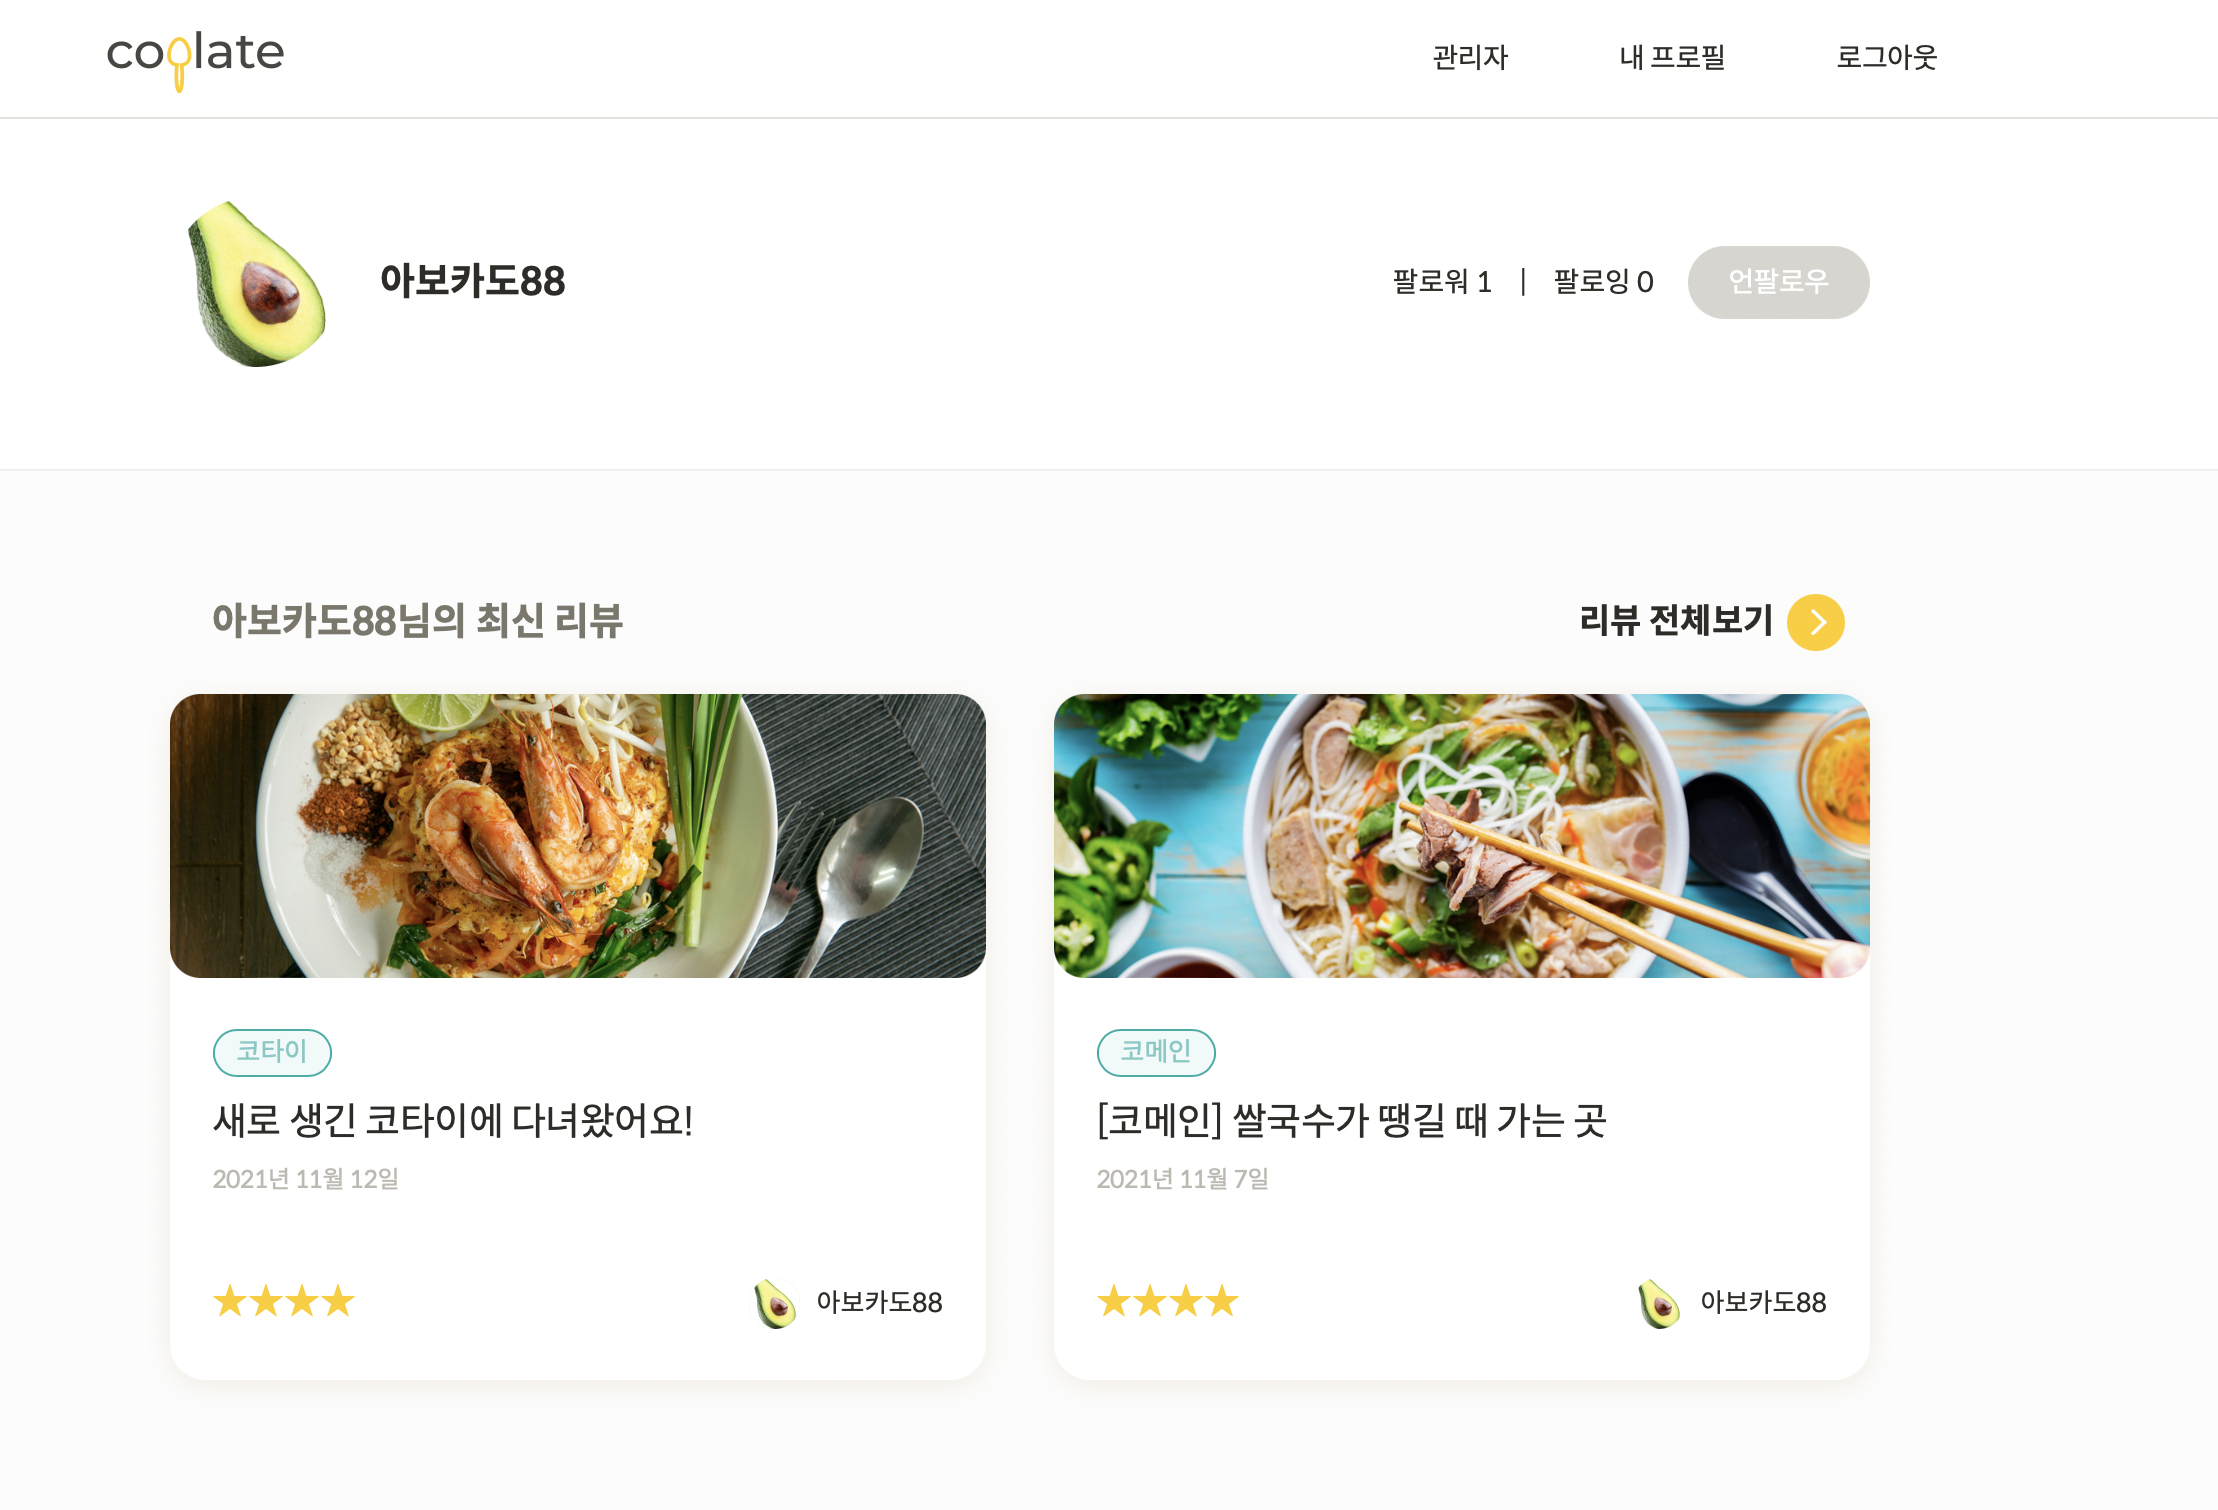 coplate
관리자 내 프로필 로그아웃
아보카도88
팔로워 1 | 팔로잉 0 언팔로우
아보카도88님의 최신 리뷰
리뷰 전체보기
코타이
새로 생긴 코타이에 다녀왔어요!
2021년 11월 12일
★★★★ 아보카도88
코메인
[코메인] 쌀국수가 땡길 때 가는 곳
2021년 11월 7일
★★★★ 아보카도88